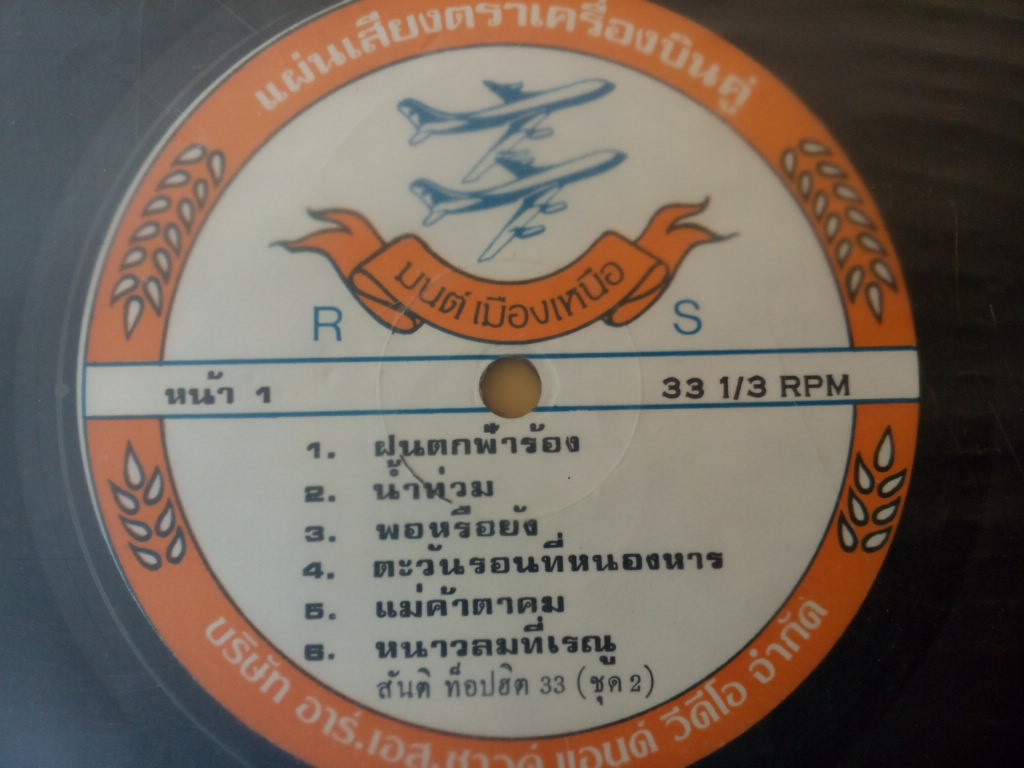 แผ่นเสียงตราเครื่องบินคู่
มนต์เมืองเหนือ
R S
หน้า 1 33 1/3 RPM
1. ฝนตกฟ้าร้อง
2. น้ำท่วม
3. พอหรือยัง
4. ตะวันรอนที่หนองหาร
5. แม่ค้าตาคม
6. หนาวลมที่เรณู
สันติ ท็อปฮิต 33 (ชุด 2)
บริษัท อาร์.เอส.ซาวด์ แอนด์ วีดีโอ จำกัด